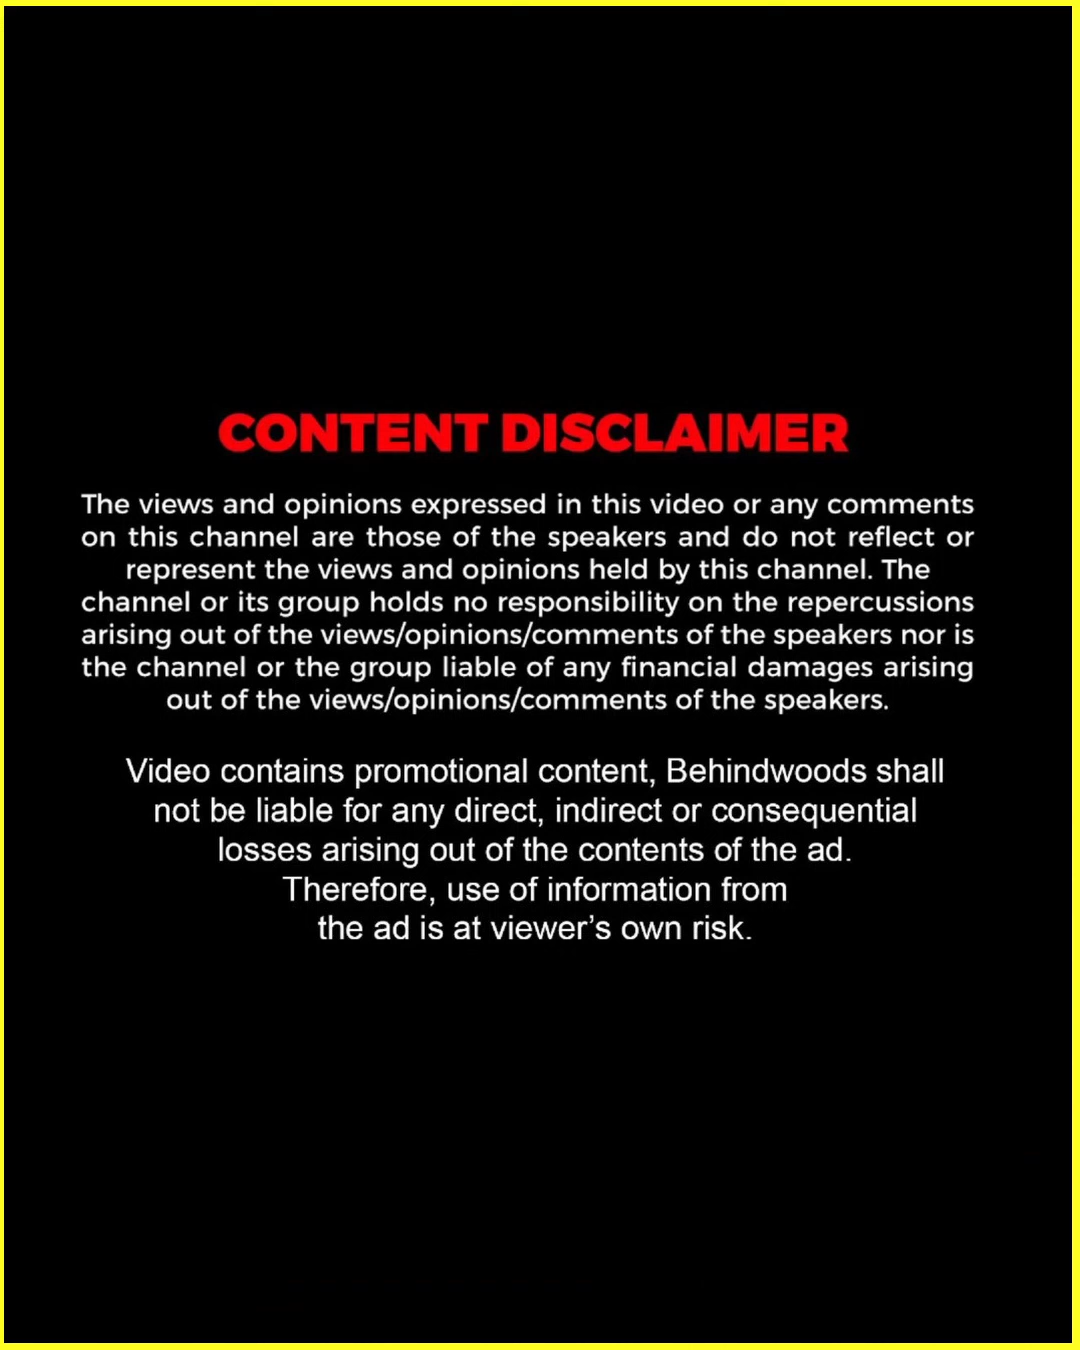 CONTENT DISCLAIMER
The views and opinions expressed in this video or any comments
on this channel are those of the speakers and do not reflect or
represent the views and opinions held by this channel. The
channel or its group holds no responsibility on the repercussions
arising out of the views/opinions/comments of the speakers nor is
the channel or the group liable of any financial damages arising
out of the views/opinions/comments of the speakers.
Video contains promotional content, Behindwoods shall
not be liable for any direct, indirect or consequential
losses arising out of the contents of the ad.
Therefore, use of information from
the ad is at viewer’s own risk.